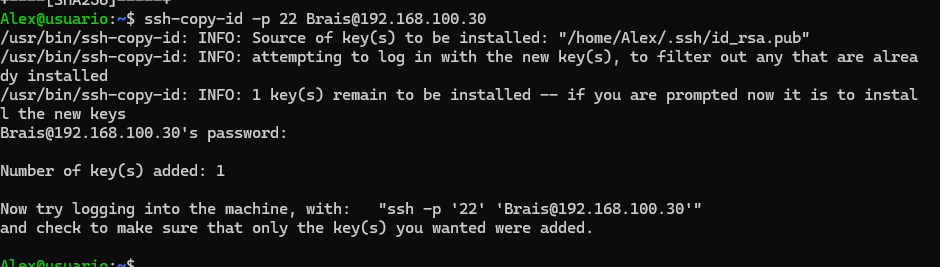 +----[SHA256]-----+
Alex@usuario:~$ ssh-copy-id -p 22 Brais@192.168.100.30
/usr/bin/ssh-copy-id: INFO: Source of key(s) to be installed: "/home/Alex/.ssh/id_rsa.pub"
/usr/bin/ssh-copy-id: INFO: attempting to log in with the new key(s), to filter out any that are alrea
dy installed
/usr/bin/ssh-copy-id: INFO: 1 key(s) remain to be installed -- if you are prompted now it is to instal
l the new keys
Brais@192.168.100.30's password:
Number of key(s) added: 1
Now try logging into the machine, with:   "ssh -p '22' 'Brais@192.168.100.30'"
and check to make sure that only the key(s) you wanted were added.
Alex@usuario:~$